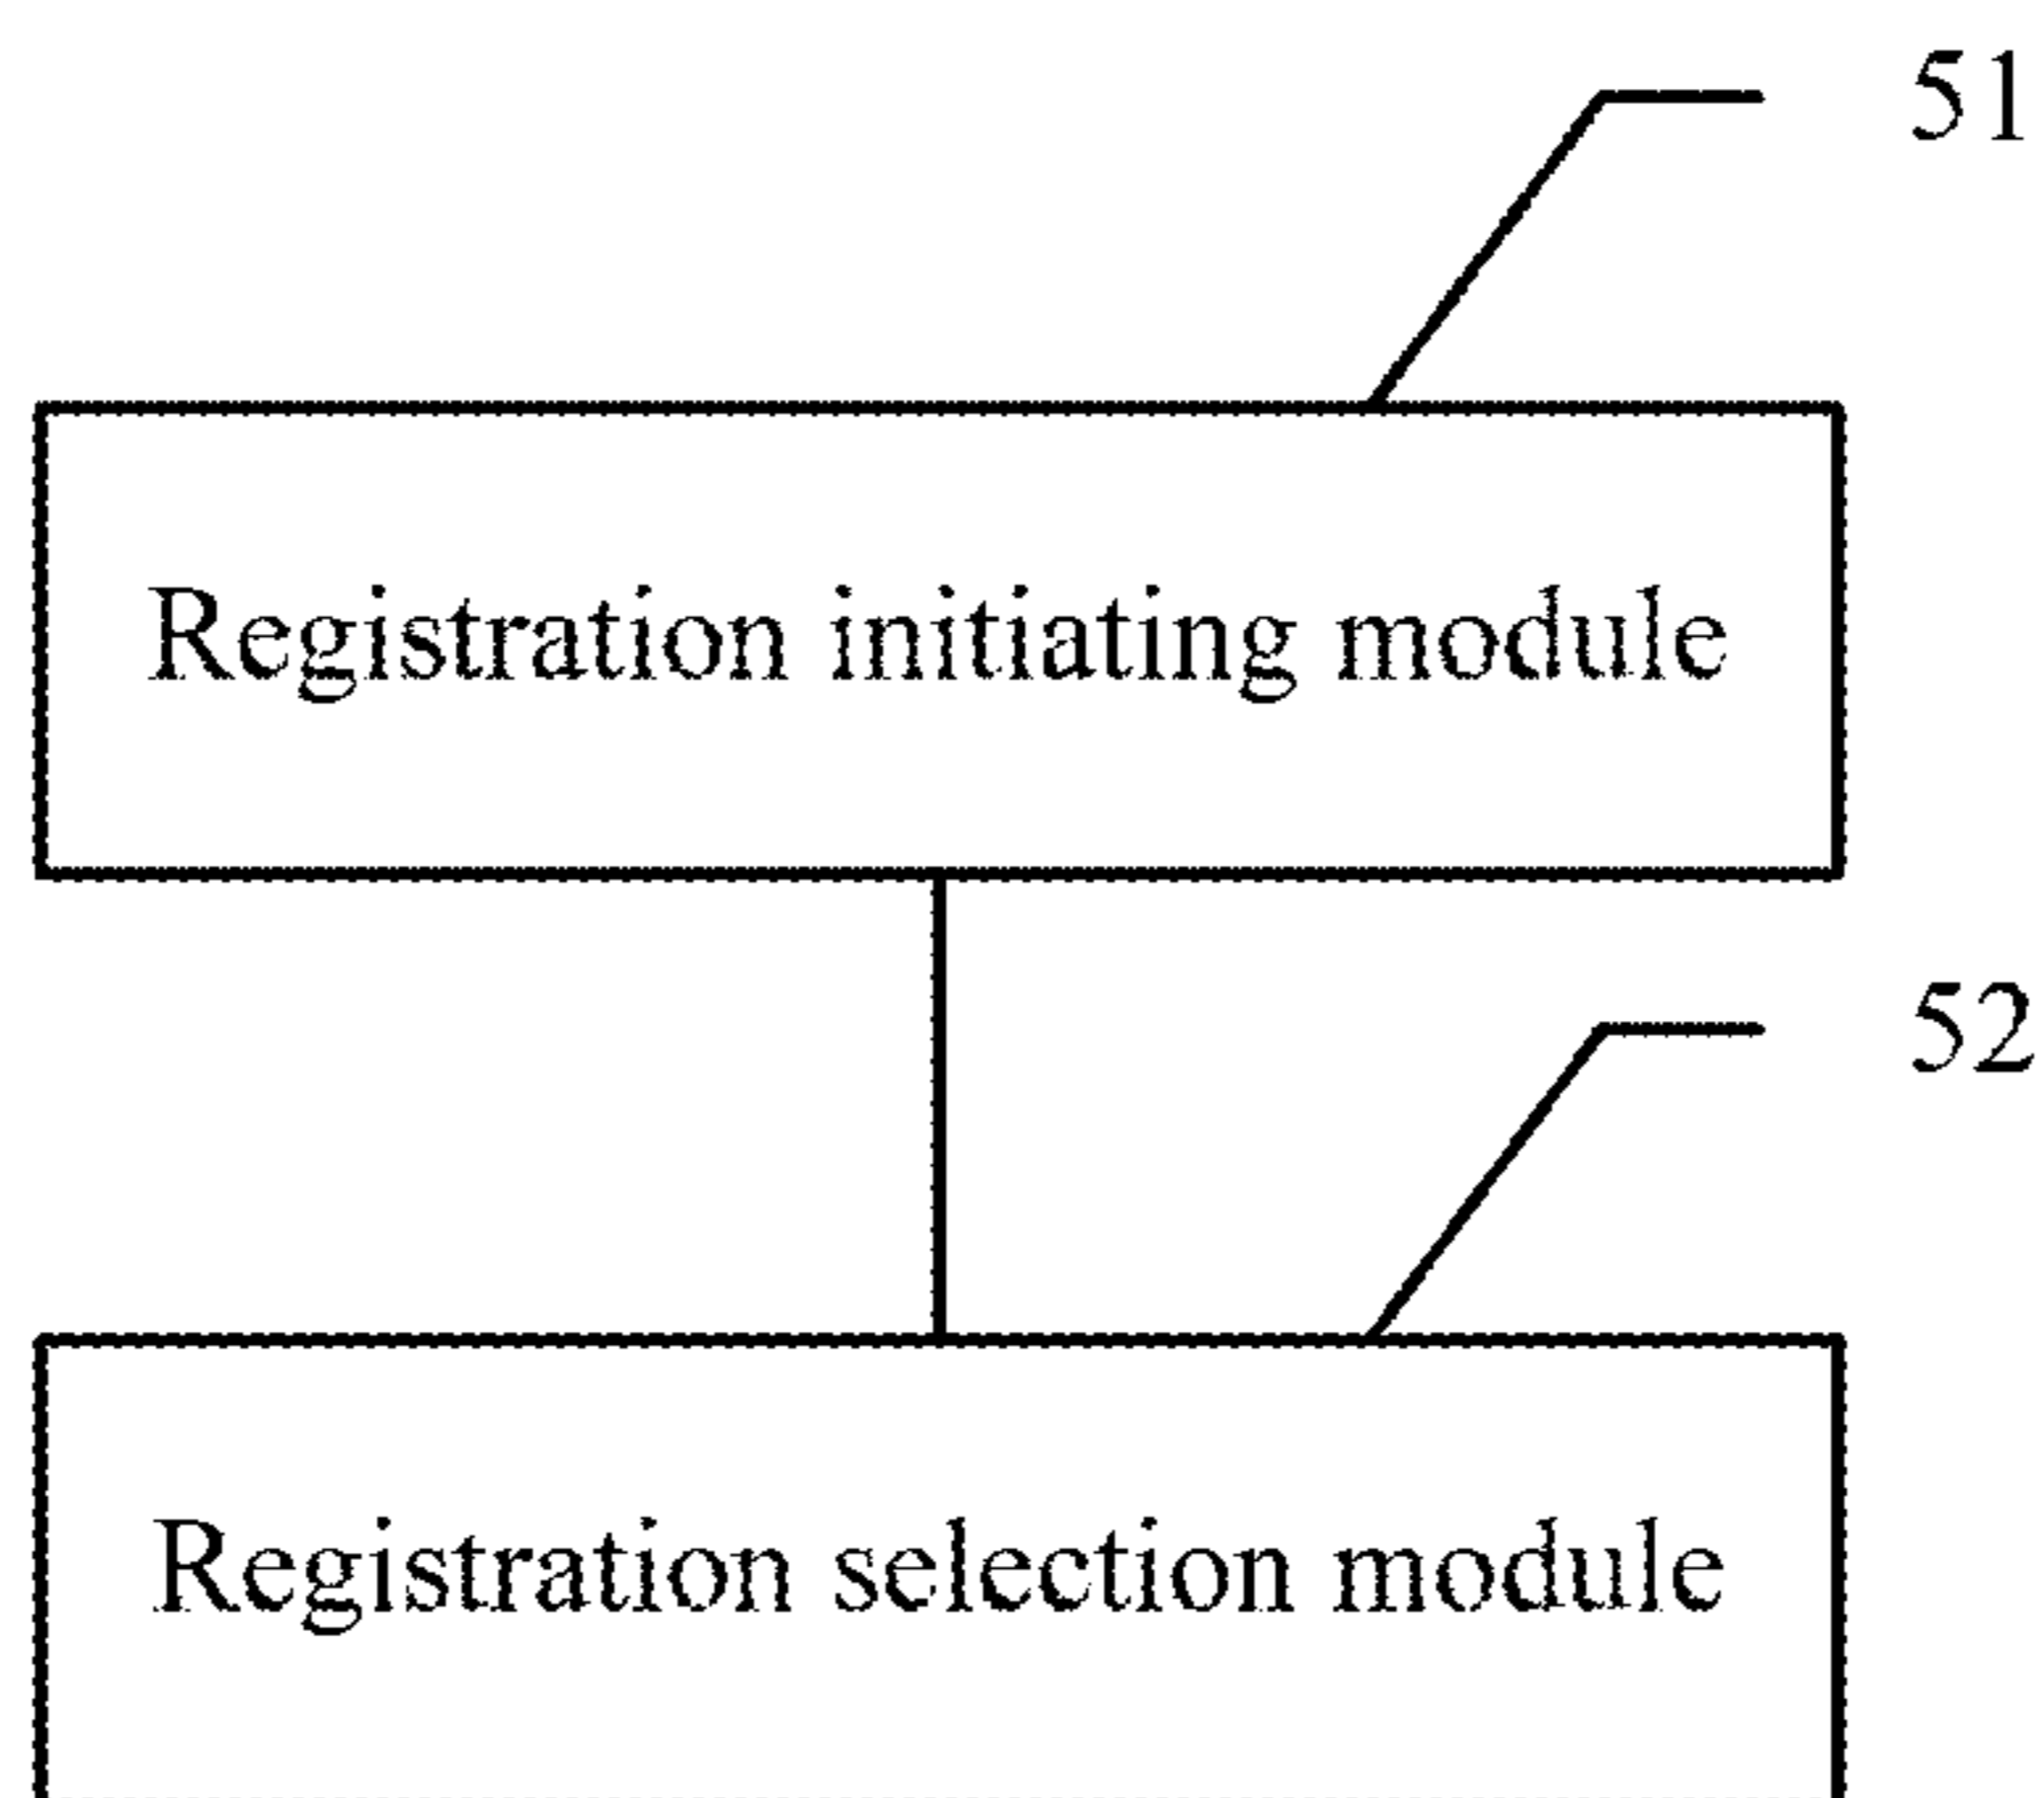 51
Registration initiating module
52
Registration selection module